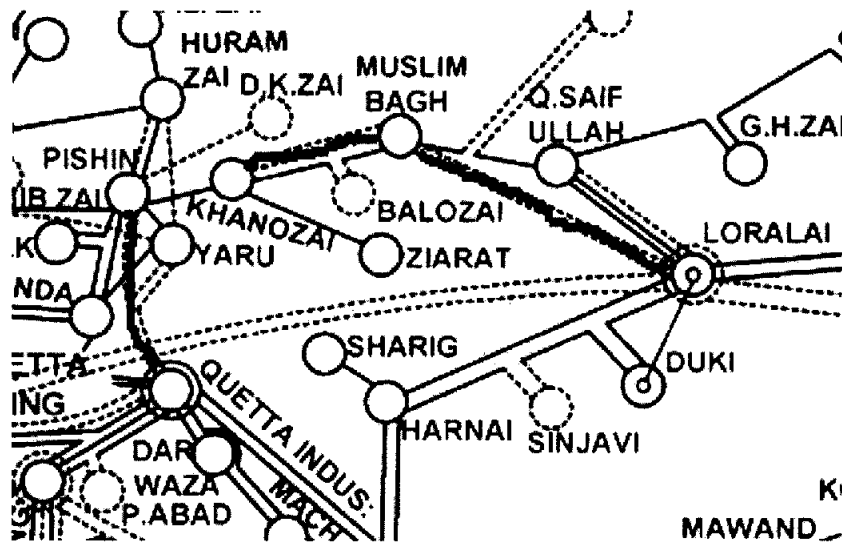 HURAM
ZAI
D.K.ZAI
MUSLIM
BAGH
Q.SAIF
ULLAH
G.H.ZAI
PISHIN
IB.ZAI
KHANOZAI
BALOZAI
LORALAI
YARU
ZIARAT
NDA
SHARIG
DUKI
ETTA
ING
QUETTA INDUS:
HARNAI
SINJAVI
DAR
WAZA
P.ABAD
MACH
MAWAND